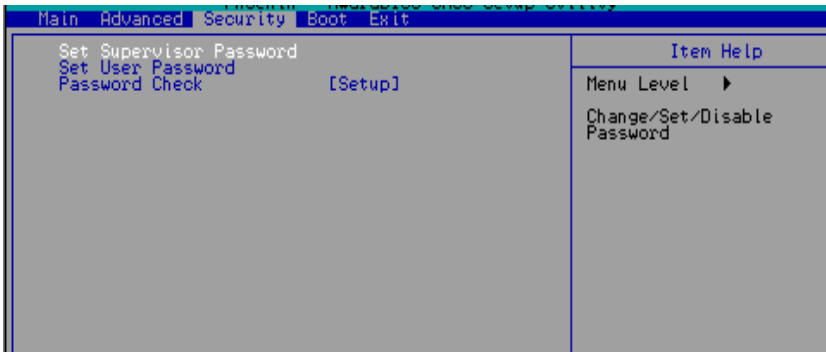 Main Advanced Security Boot Exit
Set Supervisor Password
Set User Password
Password Check [Setup]
Item Help
Menu Level ▶
Change/Set/Disable
Password